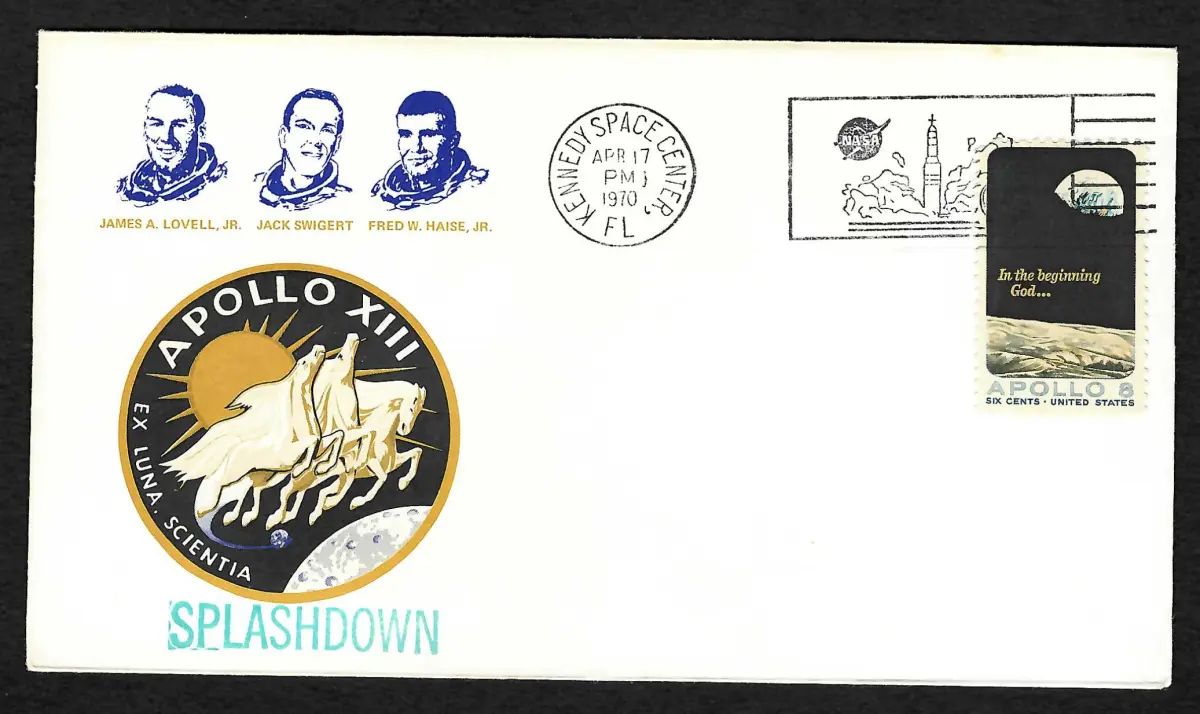 JAMES A. LOVELL, JR. JACK SWIGERT FRED W. HAISE, JR.
KENNEDY SPACE CENTER, FL
APR 17
PM
1970
NASA
In the beginning
God...
APOLLO 8
SIX CENTS · UNITED STATES
APOLLO XIII
EX LUNA, SCIENTIA
SPLASHDOWN